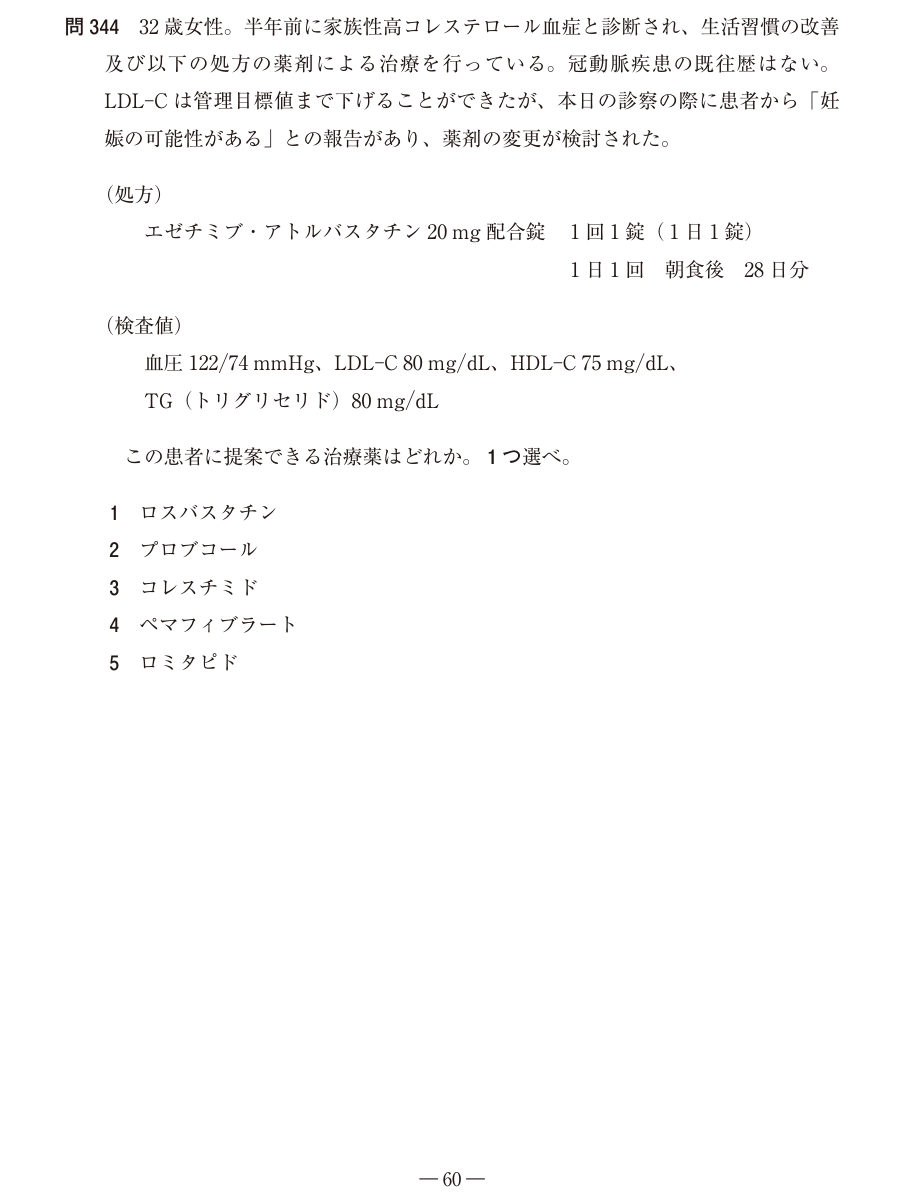 問 344 32 歳女性。半年前に家族性高コレステロール血症と診断され、生活習慣の改善
及び以下の処方の薬剤による治療を行っている。冠動脈疾患の既往歴はない。
LDL-C は管理目標値まで下げることができたが、本日の診察の際に患者から「妊
娠の可能性がある」との報告があり、薬剤の変更が検討された。
(処方)
エゼチミブ・アトルバスタチン 20 mg 配合錠 1 回 1 錠(1 日 1 錠)
1 日 1 回 朝食後 28 日分
(検査値)
血圧 122/74 mmHg、LDL-C 80 mg/dL、HDL-C 75 mg/dL、
TG(トリグリセリド)80 mg/dL
この患者に提案できる治療薬はどれか。1 つ選べ。
1 ロスバスタチン
2 プロブコール
3 コレスチミド
4 ペマフィブラート
5 ロミタピド
― 60 ―